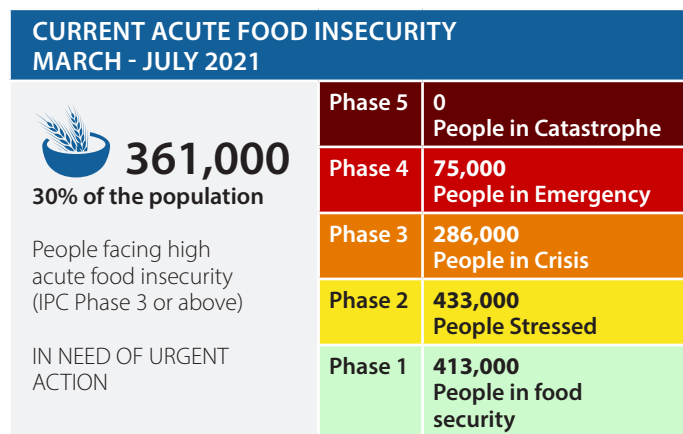 CURRENT ACUTE FOOD INSECURITY
MARCH - JULY 2021
361,000
30% of the population
People facing high
acute food insecurity
(IPC Phase 3 or above)
IN NEED OF URGENT
ACTION
Phase 5
0
People in Catastrophe
Phase 4
75,000
People in Emergency
Phase 3
286,000
People in Crisis
Phase 2
433,000
People Stressed
Phase 1
413,000
People in food
security